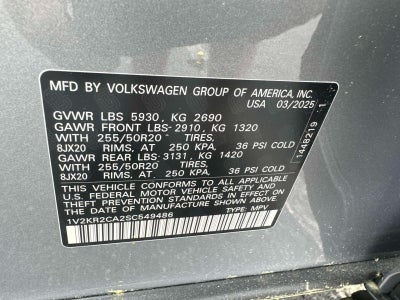 MFD BY VOLKSWAGEN GROUP OF AMERICA, INC.
USA 03/2025
GVWR LBS 5930, KG 2690
GAWR FRONT LBS-2910, KG 1320
WITH 255/50R20 TIRES,
8JX20 RIMS, AT 250 KPA, 36 PSI COLD
GAWR REAR LBS-3131, KG 1420
WITH 255/50R20 TIRES,
8JX20 RIMS, AT 250 KPA, 36 PSI COLD
THIS VEHICLE CONFORMS TO ALL APPLICABLE
U.S. FEDERAL MOTOR VEHICLE SAFETY AND
THEFT PREVENTION STANDARDS IN EFFECT ON
THE DATE OF MANUFACTURE SHOWN ABOVE.
1V2KR2CA2SC549486 TYPE: MPV
1448219 1